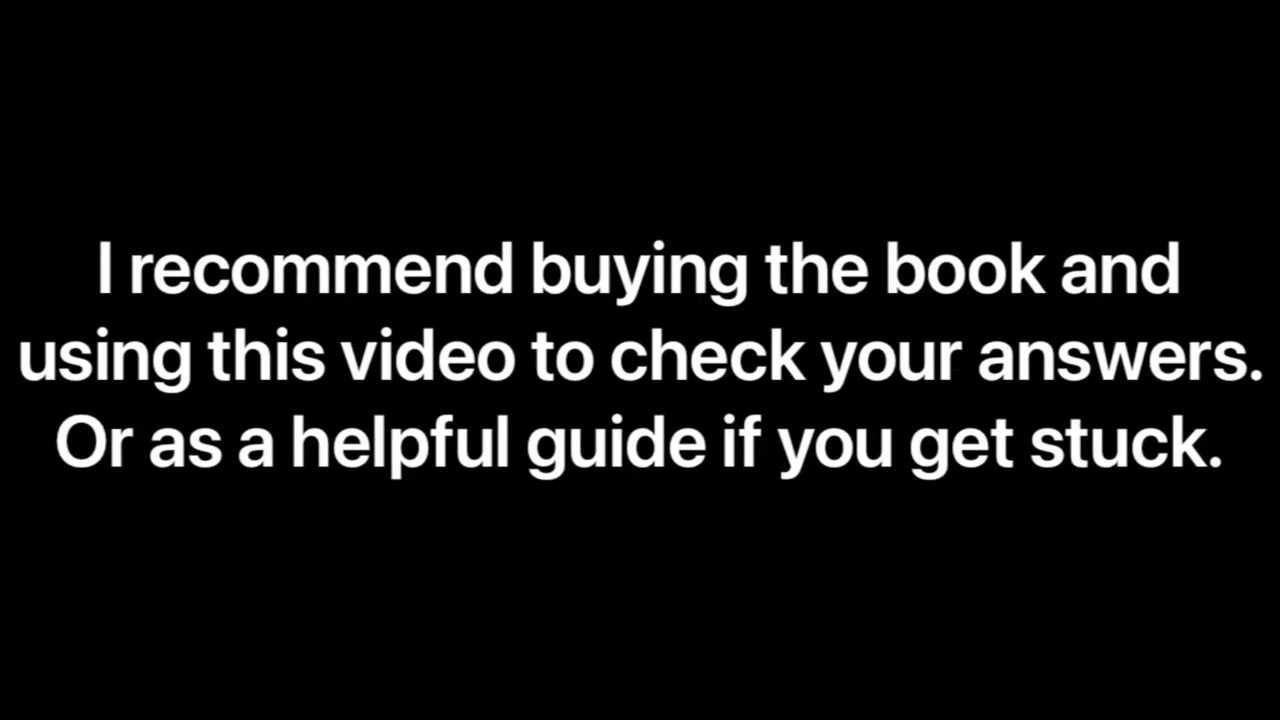 I recommend buying the book and
using this video to check your answers.
Or as a helpful guide if you get stuck.